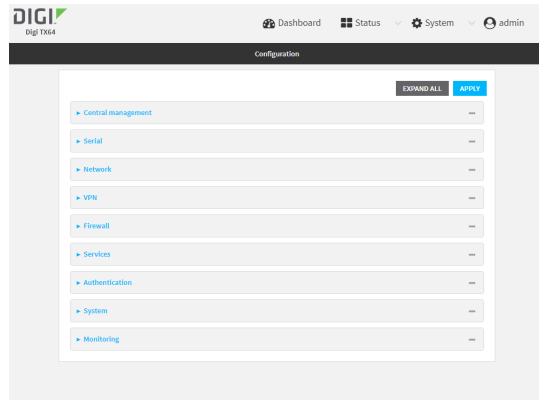 DIGI
Digi TX64
Dashboard Status System admin
Configuration
EXPAND ALL APPLY
Central management
Serial
Network
VPN
Firewall
Services
Authentication
System
Monitoring